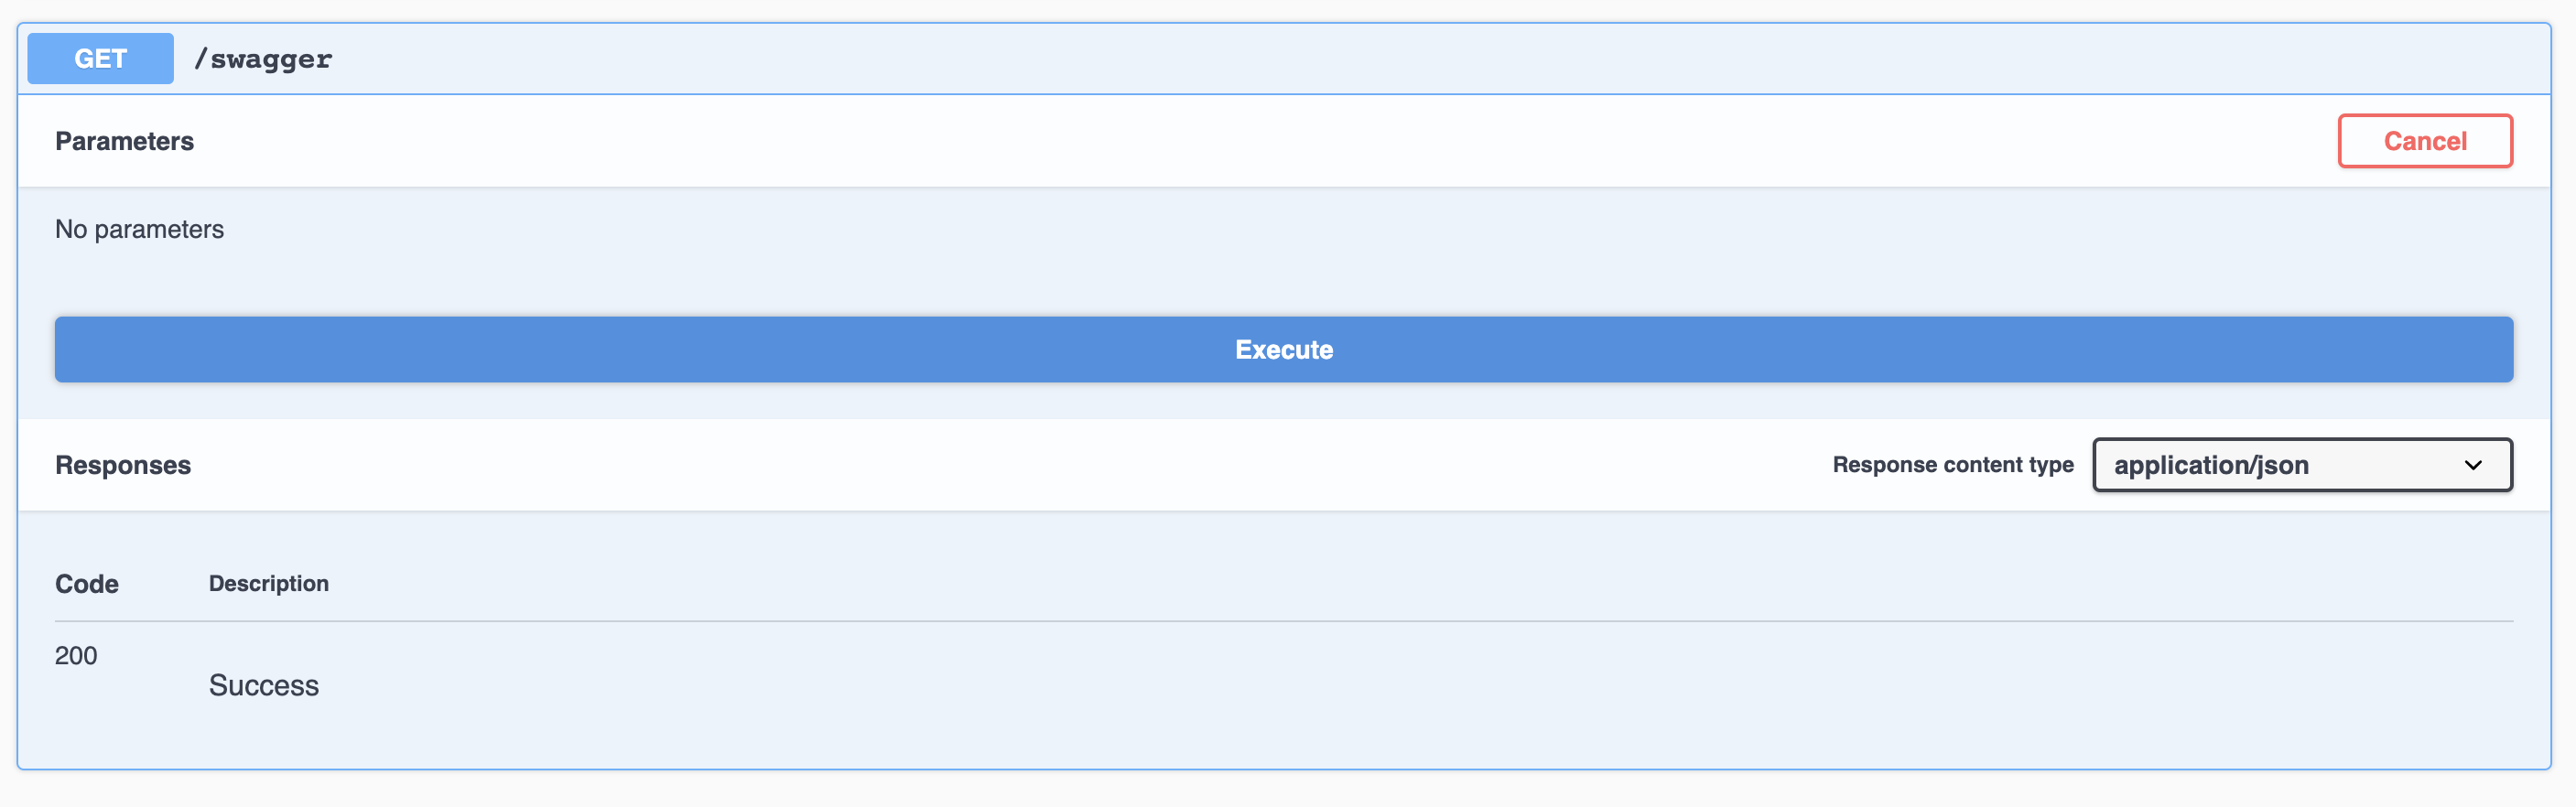 GET /swagger
Parameters Cancel
No parameters
Execute
Responses Response content type application/json
Code Description
200
Success